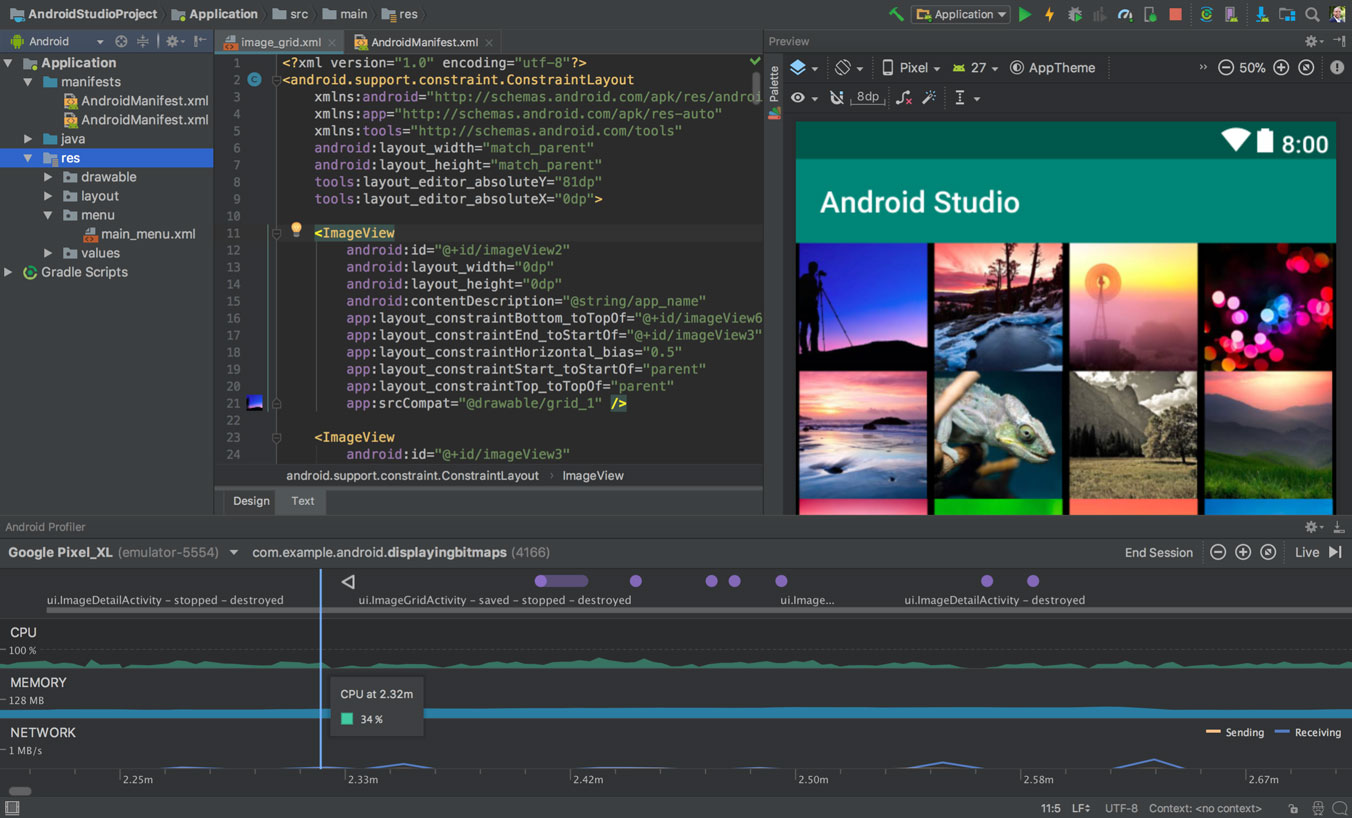 AndroidStudioProject Application src main res
Application
Android
image_grid.xml
AndroidManifest.xml
Preview
Application
manifests
AndroidManifest.xml
AndroidManifest.xml
java
res
drawable
layout
menu
main_menu.xml
values
Gradle Scripts
1 <?xml version="1.0" encoding="utf-8"?>
2 <android.support.constraint.ConstraintLayout
3 xmlns:android="http://schemas.android.com/apk/res/androi
4 xmlns:app="http://schemas.android.com/apk/res-auto"
5 xmlns:tools="http://schemas.android.com/tools"
6 android:layout_width="match_parent"
7 android:layout_height="match_parent"
8 tools:layout_editor_absoluteY="81dp"
9 tools:layout_editor_absoluteX="0dp">
10
11 <ImageView
12 android:id="@+id/imageView2"
13 android:layout_width="0dp"
14 android:layout_height="0dp"
15 android:contentDescription="@string/app_name"
16 app:layout_constraintBottom_toTopOf="@+id/imageView6
17 app:layout_constraintEnd_toStartOf="@+id/imageView3"
18 app:layout_constraintHorizontal_bias="0.5"
19 app:layout_constraintStart_toStartOf="parent"
20 app:layout_constraintTop_toTopOf="parent"
21 app:srcCompat="@drawable/grid_1" />
22
23 <ImageView
24 android:id="@+id/imageView3"
android.support.constraint.ConstraintLayout › ImageView
Design Text
Palette
Pixel 27 AppTheme » 50%
8dp
8:00
Android Studio
Android Profiler
Google Pixel_XL (emulator-5554) com.example.android.displayingbitmaps (4166) End Session Live
ui.ImageDetailActivity – stopped – destroyed
ui.ImageGridActivity – saved – stopped – destroyed
ui.Image...
ui.ImageDetailActivity – destroyed
CPU
100 %
MEMORY
128 MB
CPU at 2.32m
34 %
NETWORK
1 MB/s
Sending Receiving
2.25m 2.33m 2.42m 2.50m 2.58m 2.67m
11:5 LF UTF-8 Context: <no context>